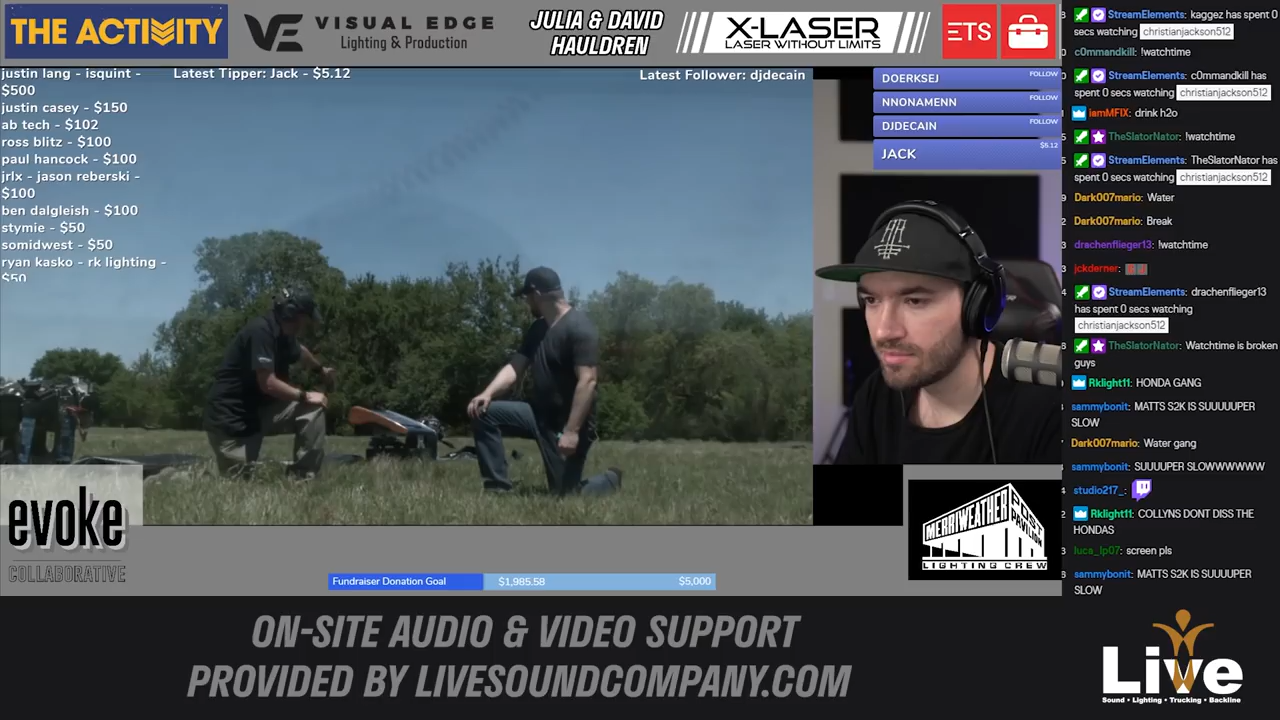 THE ACTIVITY
VE VISUAL EDGE
Lighting & Production
JULIA & DAVID
HAULDREN
X-LASER
LASER WITHOUT LIMITS
ETS
justin lang - isquint -
$500
justin casey - $150
ab tech - $102
ross blitz - $100
paul hancock - $100
jrlx - jason reberski -
$100
ben dalgleish - $100
stymie - $50
somidwest - $50
ryan kasko - rk lighting -
$50
Latest Tipper: Jack - $5.12
Latest Follower: djdecain
DOERKSEJ FOLLOW
NNONAMENN FOLLOW
DJDECAIN FOLLOW
JACK $5.12
StreamElements: kaggez has spent 0
secs watching christianjackson512
c0mmandkill: !watchtime
StreamElements: c0mmandkill has
spent 0 secs watching christianjackson512
iamMFIX: drink h2o
TheSlatorNator: !watchtime
StreamElements: TheSlatorNator has
spent 0 secs watching christianjackson512
Dark007mario: Water
Dark007mario: Break
drachenflieger13: !watchtime
jckderner:
StreamElements: drachenflieger13
has spent 0 secs watching
christianjackson512
TheSlatorNator: Watchtime is broken
guys
Rklight11: HONDA GANG
sammybonit: MATTS S2K IS SUUUUPER
SLOW
Dark007mario: Water gang
sammybonit: SUUUUPER SLOWWWWWW
studio217_:
Rklight11: COLLYNS DONT DISS THE
HONDAS
luca_lp07: screen pls
sammybonit: MATTS S2K IS SUUUUPER
SLOW
evoke
COLLABORATIVE
MERRIWEATHER
POST
PAVILION
LIGHTING CREW
Fundraiser Donation Goal $1,985.58 $5,000
ON-SITE AUDIO & VIDEO SUPPORT
PROVIDED BY LIVESOUNDCOMPANY.COM
Live
Sound • Lighting • Trucking • Backline